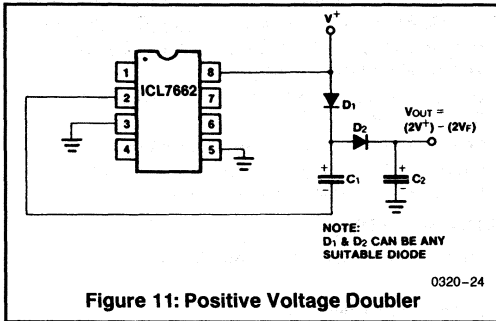 V+
1
2
3
4
ICL7662
8
7
6
5
D1
D2
VOUT =
(2V+) – (2VF)
+
C1
–
+
C2
–
NOTE:
D1 & D2 CAN BE ANY
SUITABLE DIODE
0320–24
Figure 11: Positive Voltage Doubler